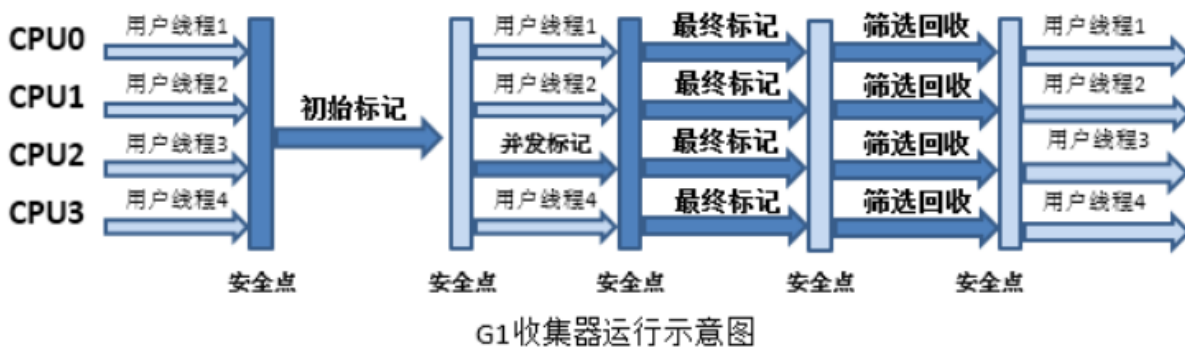 CPU0 用户线程1 用户线程1 最终标记 筛选回收 用户线程1
CPU1 用户线程2 用户线程2 最终标记 筛选回收 用户线程2
初始标记
CPU2 用户线程3 并发标记 最终标记 筛选回收 用户线程3
CPU3 用户线程4 用户线程4 最终标记 筛选回收 用户线程4
安全点 安全点 安全点 安全点 安全点
G1收集器运行示意图